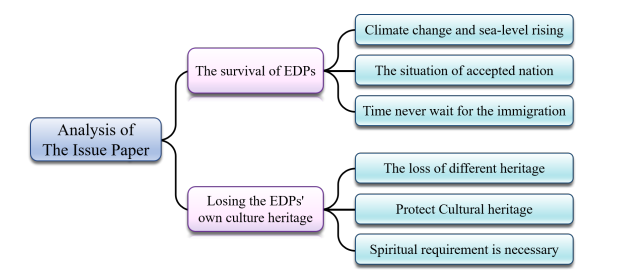 Analysis of
The Issue Paper
The survival of EDPs
Climate change and sea-level rising
The situation of accepted nation
Time never wait for the immigration
Losing the EDPs'
own culture heritage
The loss of different heritage
Protect Cultural heritage
Spiritual requirement is necessary